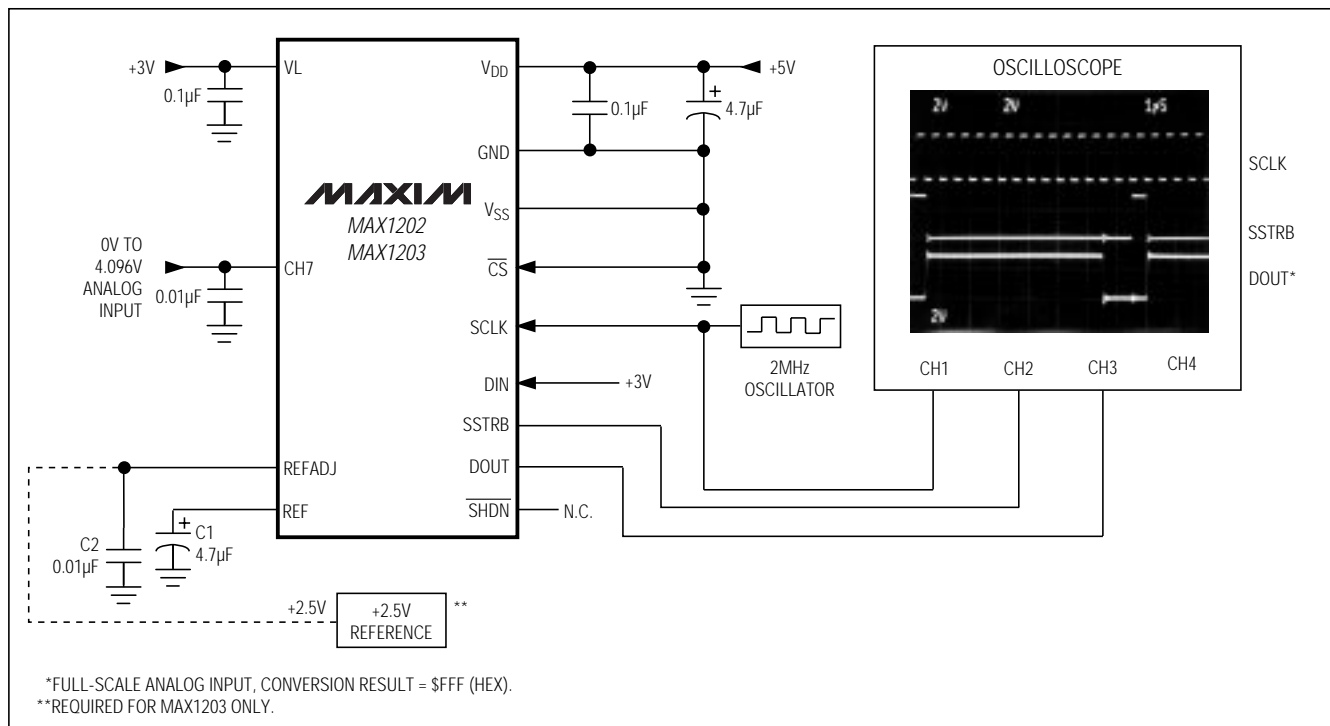 +3V
VL
0.1µF
VDD
+5V
0.1µF
+
4.7µF
GND
MAXIM
MAX1202
MAX1203
VSS
0V TO
4.096V
ANALOG
INPUT
CH7
0.01µF
CS
SCLK
2MHz
OSCILLATOR
DIN
+3V
SSTRB
DOUT
SHDN
N.C.
REFADJ
REF
+
C1
4.7µF
C2
0.01µF
+2.5V
+2.5V
REFERENCE
**
OSCILLOSCOPE
2V
2V
1µS
2V
SCLK
SSTRB
DOUT*
CH1
CH2
CH3
CH4
*FULL-SCALE ANALOG INPUT, CONVERSION RESULT = $FFF (HEX).
**REQUIRED FOR MAX1203 ONLY.